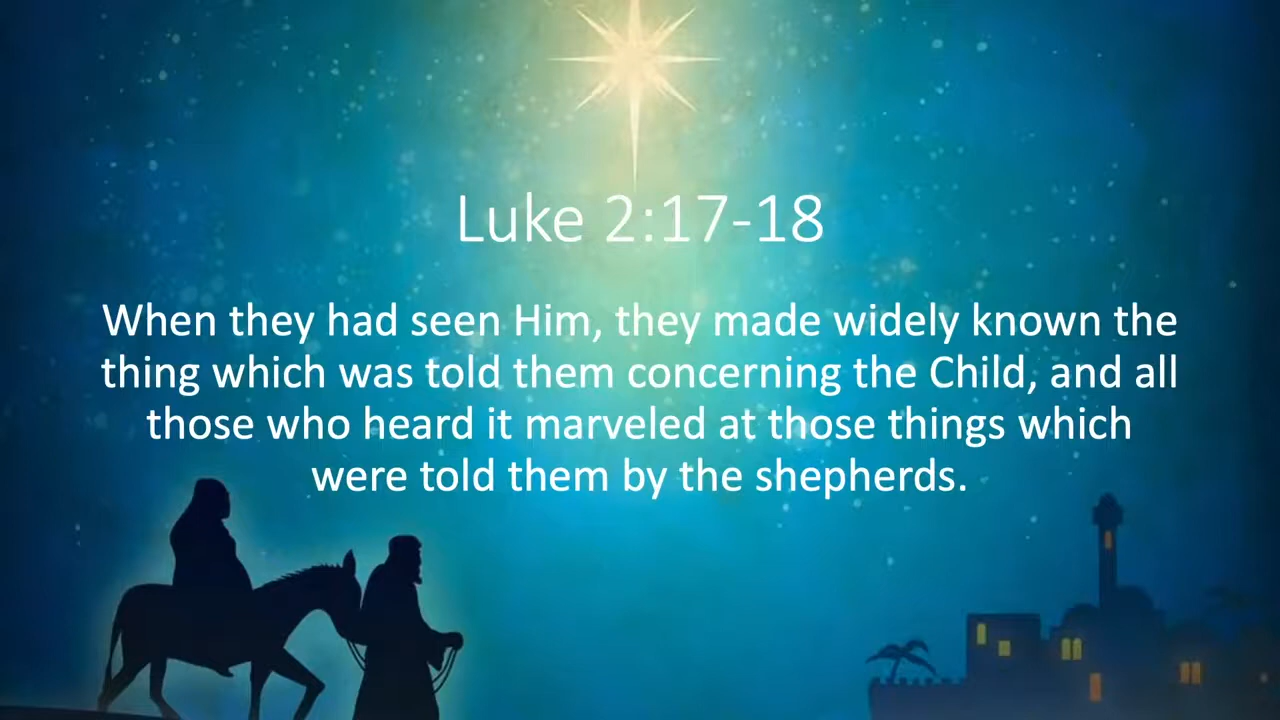 Luke 2:17-18
When they had seen Him, they made widely known the
thing which was told them concerning the Child, and all
those who heard it marveled at those things which
were told them by the shepherds.